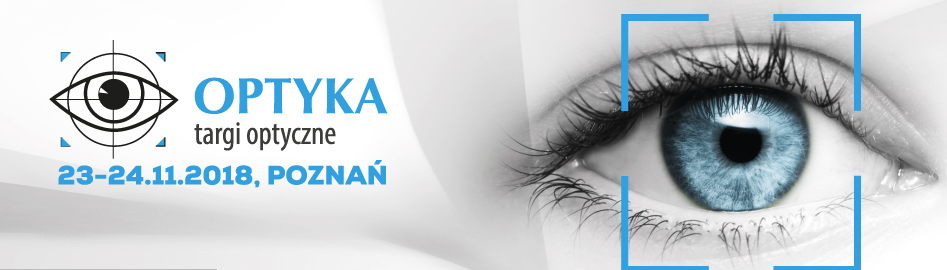 OPTYKA
targi optyczne
23–24.11.2018, POZNAŃ